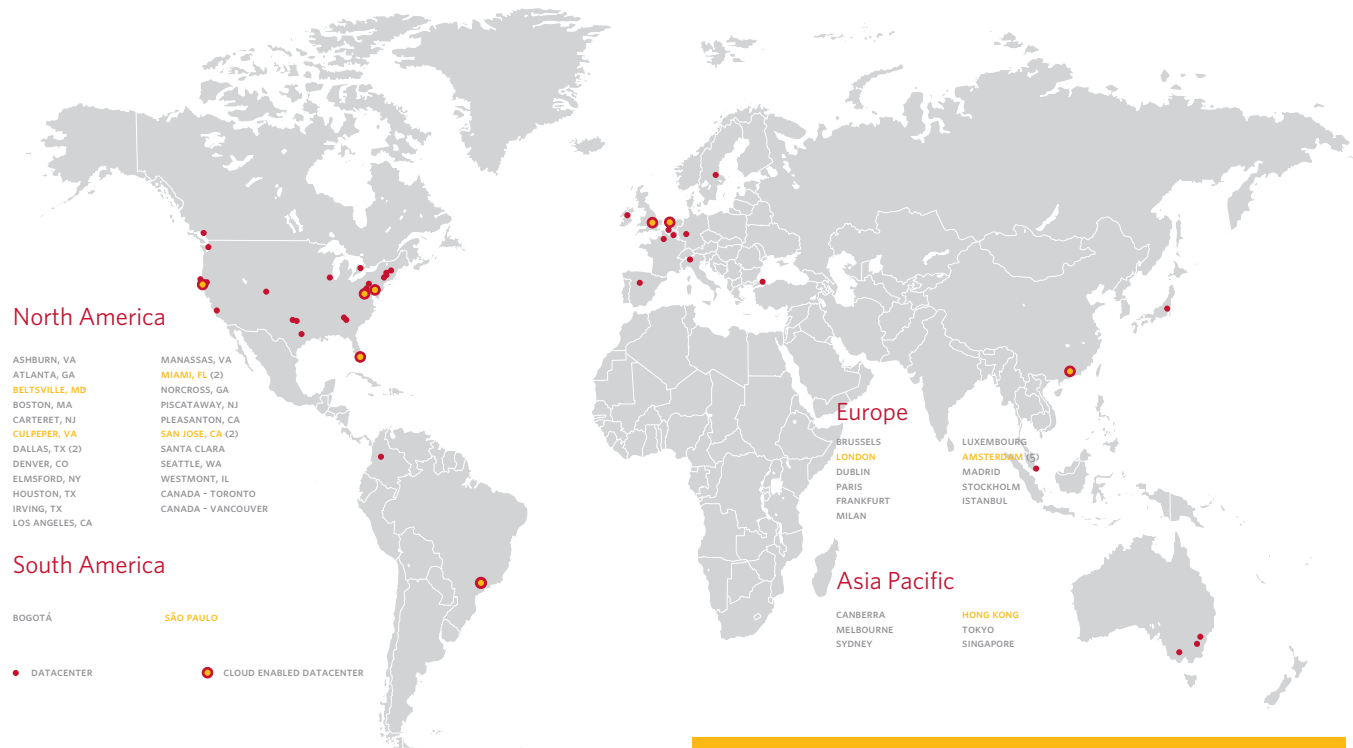 North America
ASHBURN, VA
ATLANTA, GA
BELTSVILLE, MD
BOSTON, MA
CARTERET, NJ
CULPEPER, VA
DALLAS, TX (2)
DENVER, CO
ELMSFORD, NY
HOUSTON, TX
IRVING, TX
LOS ANGELES, CA
MANASSAS, VA
MIAMI, FL (2)
NORCROSS, GA
PISCATAWAY, NJ
PLEASANTON, CA
SAN JOSE, CA (2)
SANTA CLARA
SEATTLE, WA
WESTMONT, IL
CANADA - TORONTO
CANADA - VANCOUVER
South America
BOGOTÁ
SÃO PAULO
DATACENTER
CLOUD ENABLED DATACENTER
Europe
BRUSSELS
LONDON
DUBLIN
PARIS
FRANKFURT
MILAN
LUXEMBOURG
AMSTERDAM (5)
MADRID
STOCKHOLM
ISTANBUL
Asia Pacific
CANBERRA
MELBOURNE
SYDNEY
HONG KONG
TOKYO
SINGAPORE